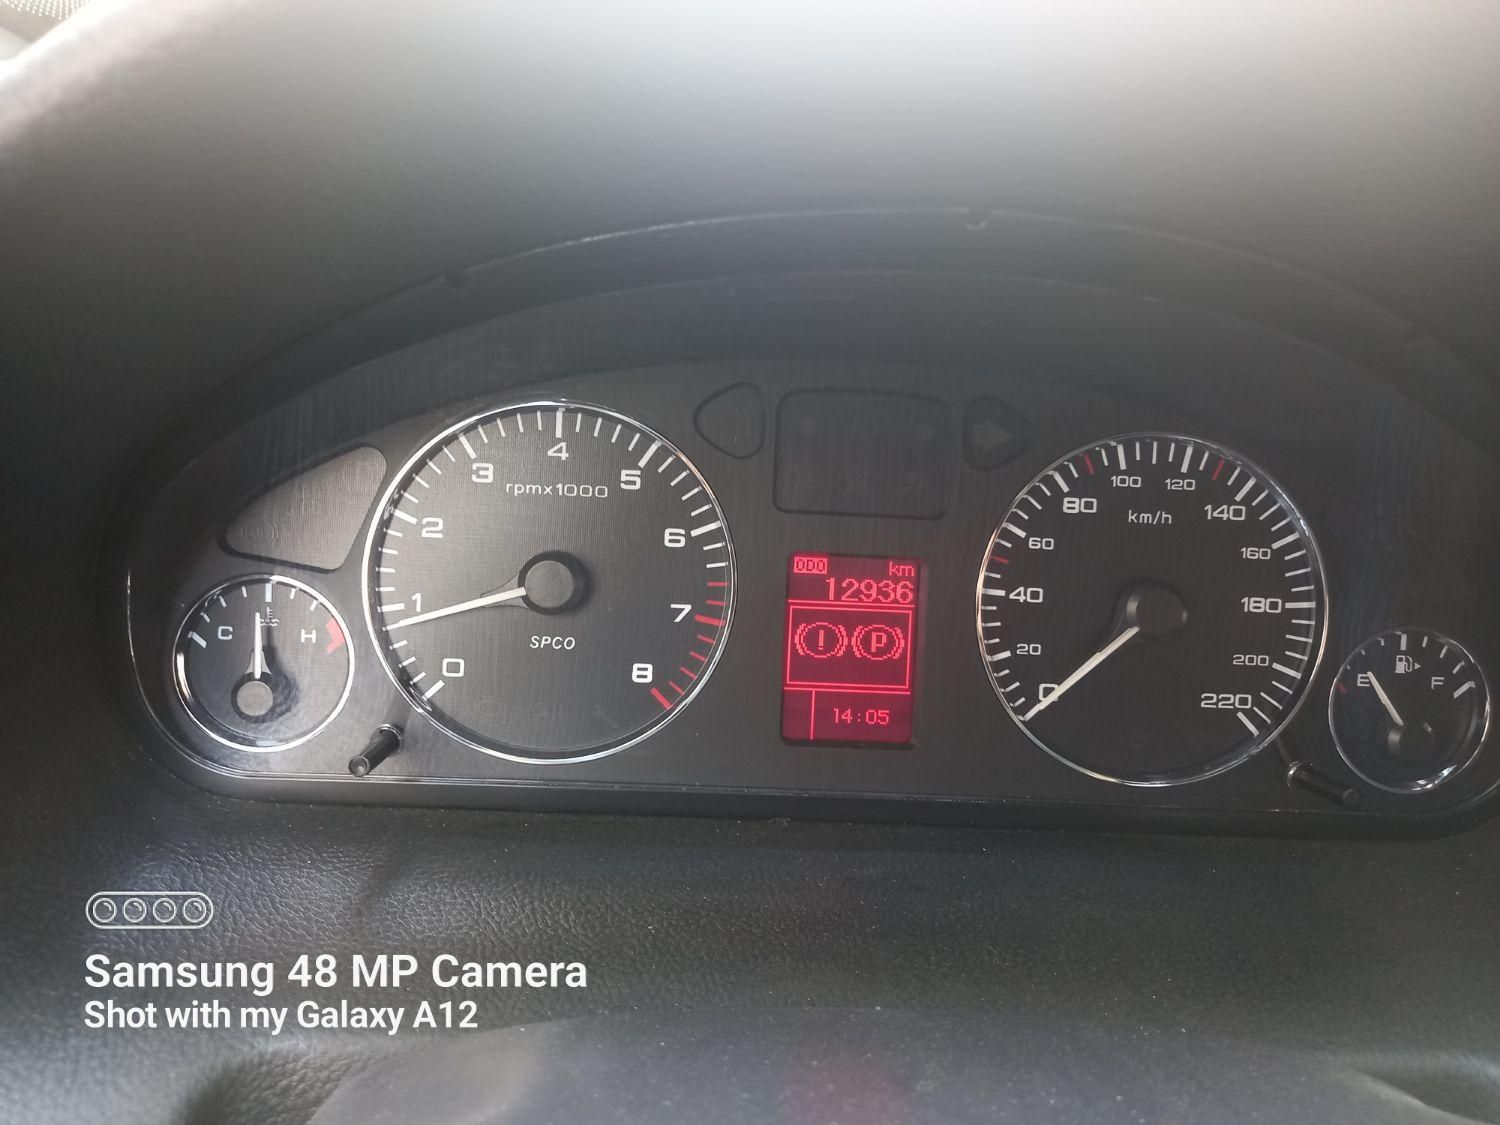 4
3
5
rpmx1000
2
6
1
7
SPCO
0
8
C
H
ODO
km
12936
!
P
14:05
100
120
80
140
km/h
60
160
40
180
20
200
0
220
E
F
Samsung 48 MP Camera
Shot with my Galaxy A12